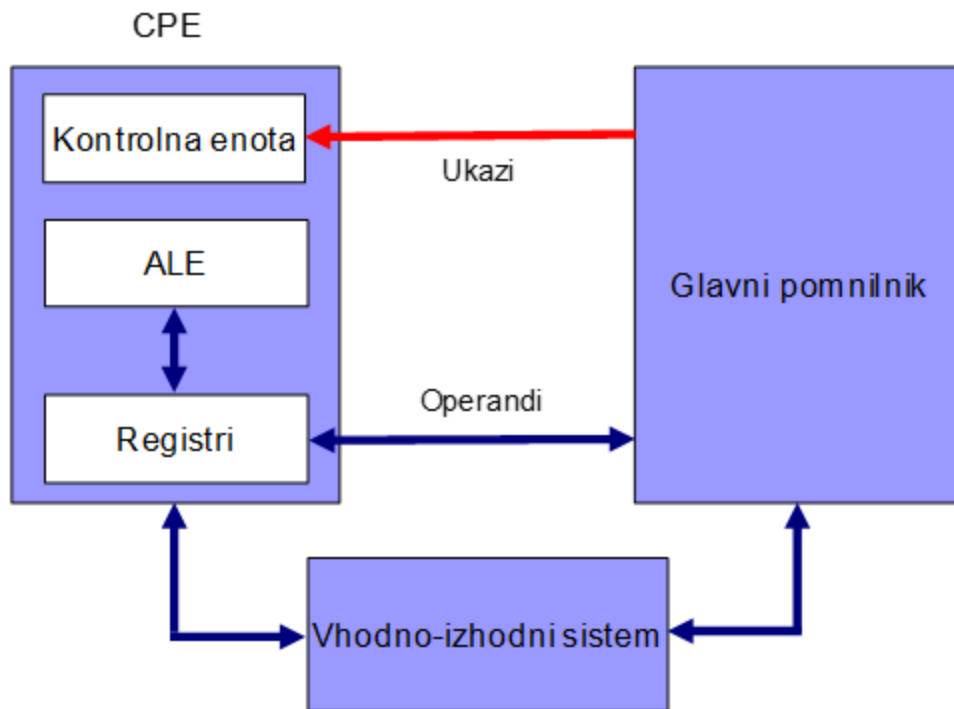 CPE
Kontrolna enota
Ukazi
ALE
Glavni pomnilnik
Operandi
Registri
Vhodno-izhodni sistem